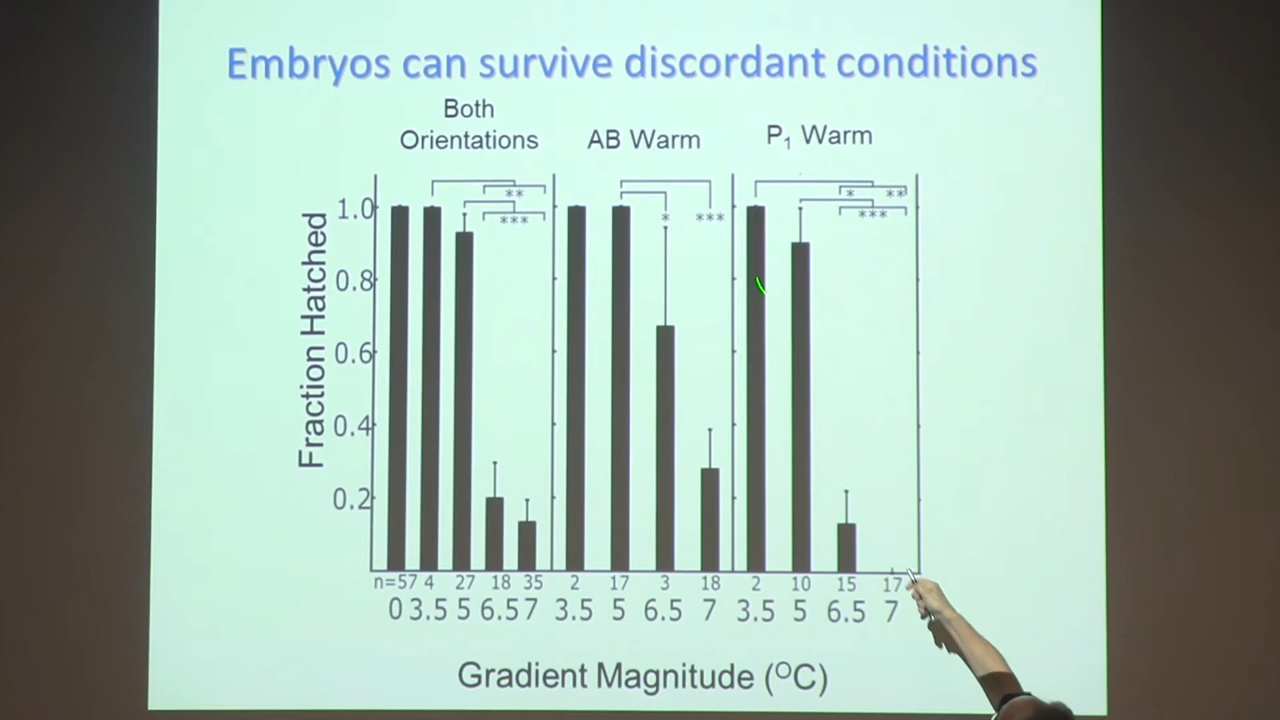 Embryos can survive discordant conditions
Both
Orientations
AB Warm
P₁ Warm
** *** * *** * ** ***
Fraction Hatched
1.0
0.8
0.6
0.4
0.2
n=57 4 27 18 35 2 17 3 18 2 10 15 17
0 3.5 5 6.5 7 3.5 5 6.5 7 3.5 5 6.5 7
Gradient Magnitude (ᴼC)